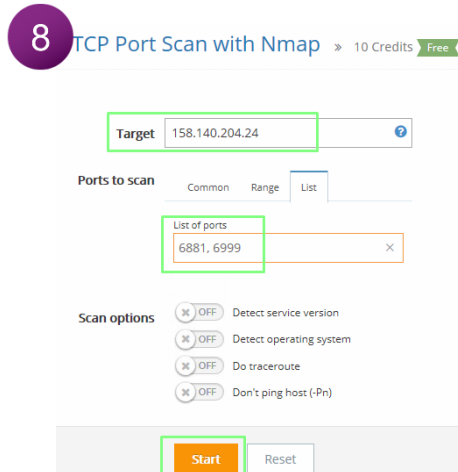 8
TCP Port Scan with Nmap » 10 Credits Free
Target 158.140.204.24 ?
Ports to scan Common Range List
List of ports
6881, 6999 ×
Scan options × OFF Detect service version
× OFF Detect operating system
× OFF Do traceroute
× OFF Don't ping host (-Pn)
Start Reset